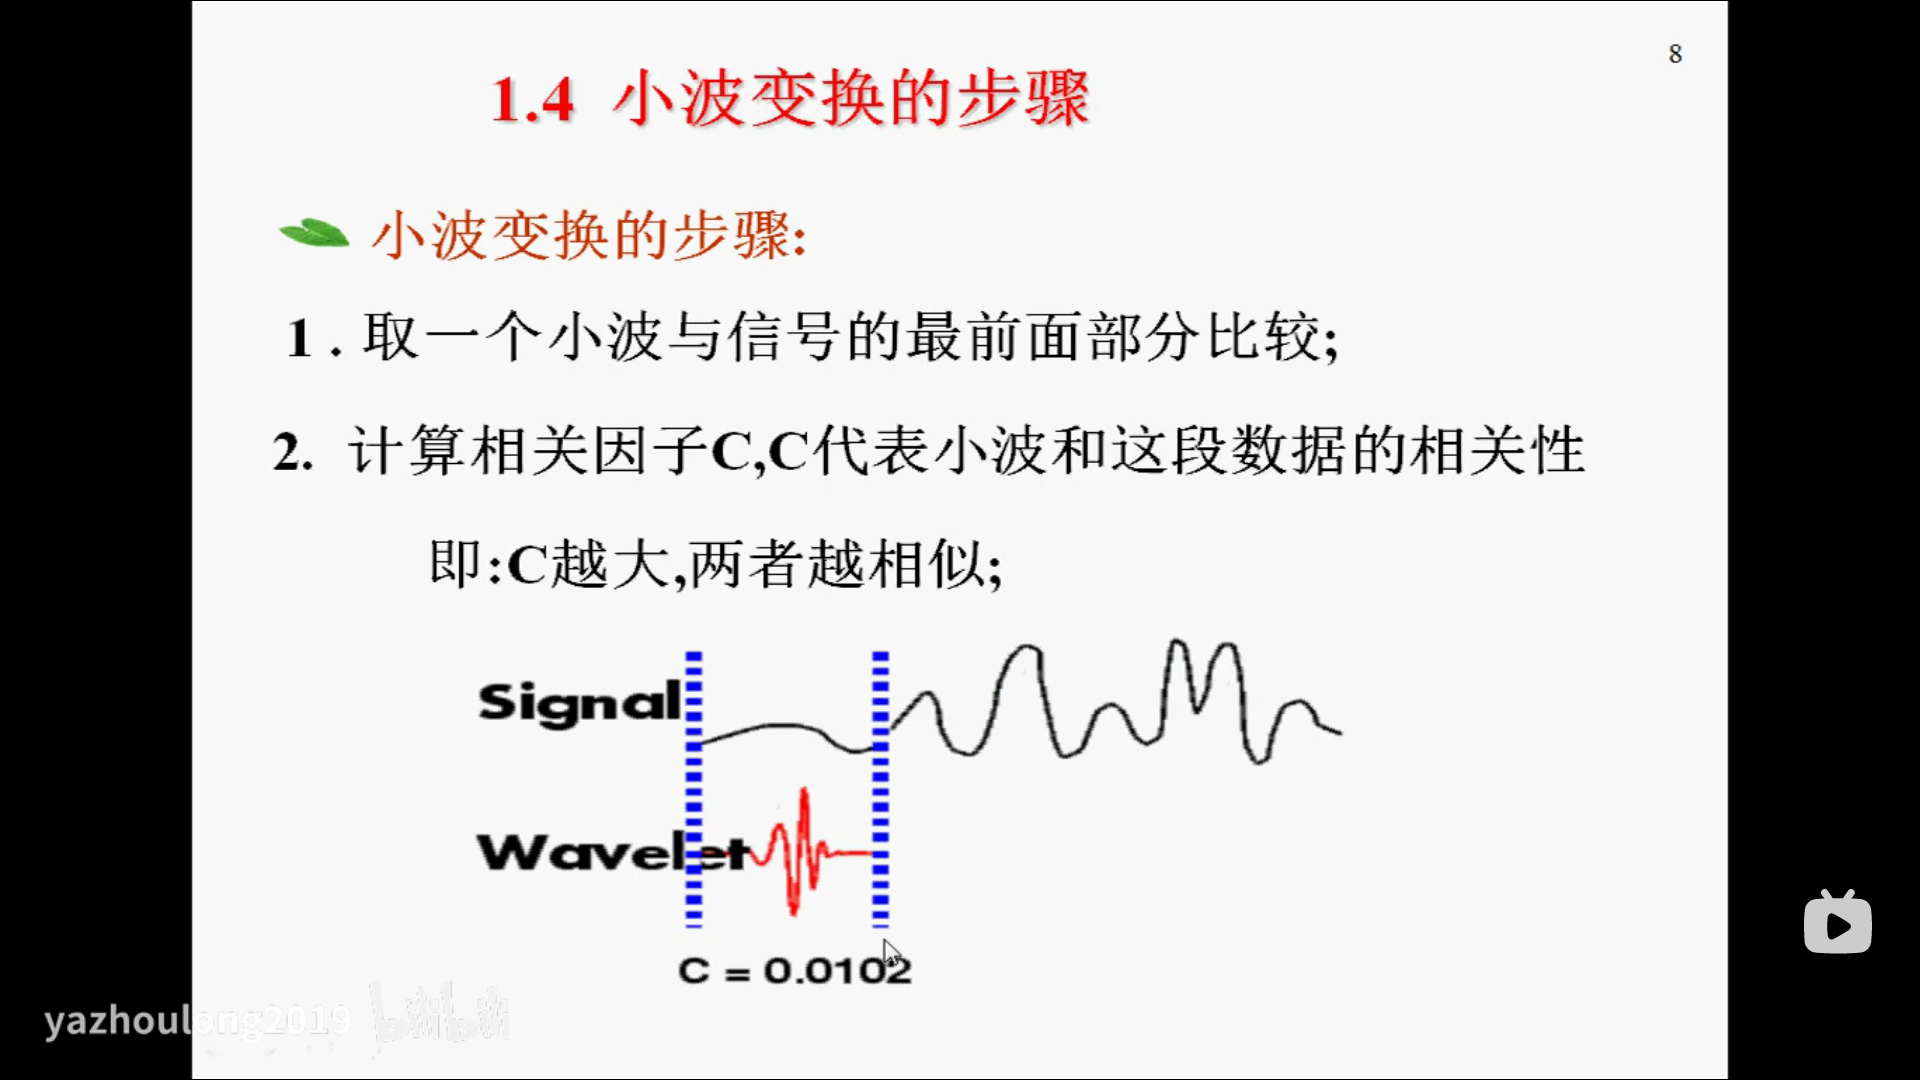 8
1.4 小波变换的步骤
小波变换的步骤:
1 . 取一个小波与信号的最前面部分比较;
2. 计算相关因子C,C代表小波和这段数据的相关性
即:C越大,两者越相似;
Signal
Wavelet
C = 0.0102
yazhoulong2019 bilibili